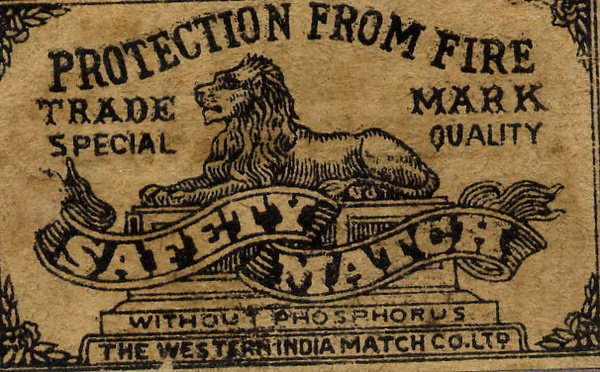 PROTECTION FROM FIRE
TRADE MARK
SPECIAL QUALITY
SAFETY
MATCH
WITHOUT PHOSPHORUS
THE WESTERN INDIA MATCH CO. LTD